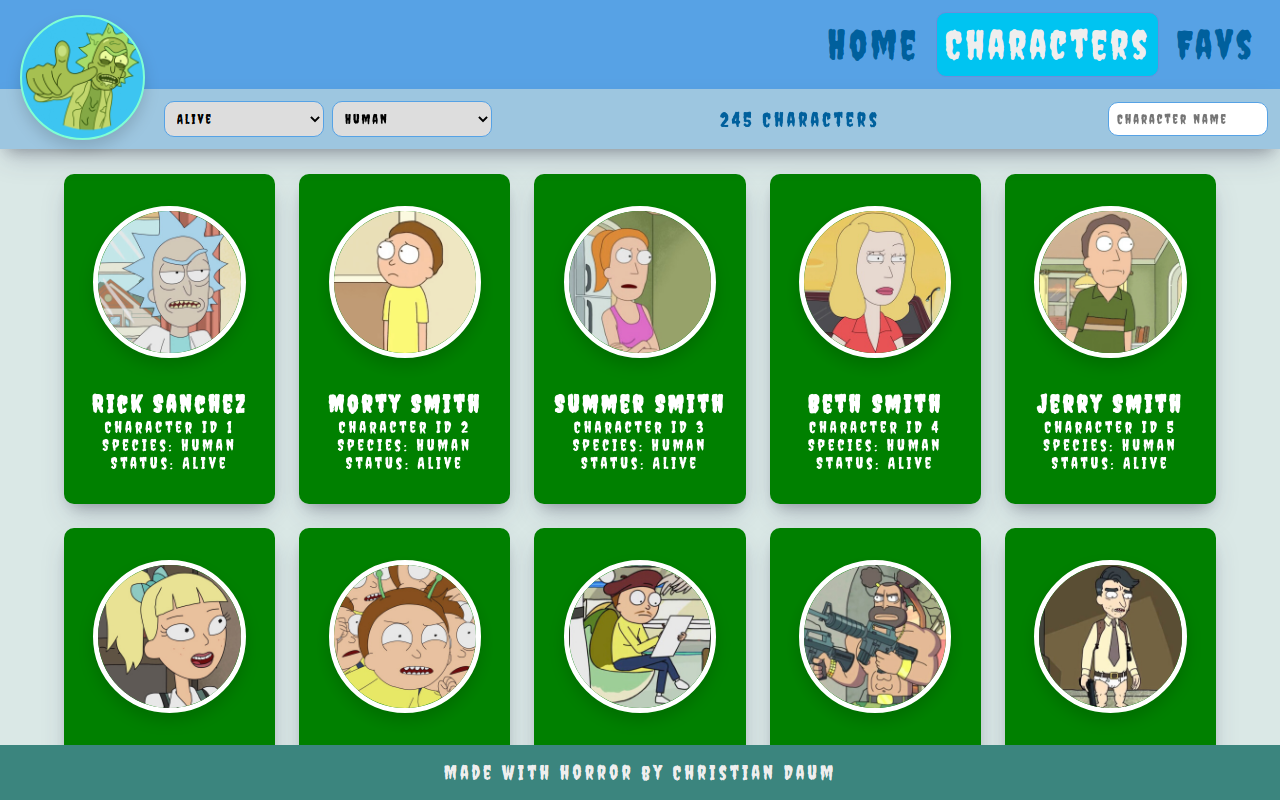 HOME CHARACTERS FAVS
ALIVE HUMAN 245 CHARACTERS CHARACTER NAME
RICK SANCHEZ
CHARACTER ID 1
SPECIES: HUMAN
STATUS: ALIVE
MORTY SMITH
CHARACTER ID 2
SPECIES: HUMAN
STATUS: ALIVE
SUMMER SMITH
CHARACTER ID 3
SPECIES: HUMAN
STATUS: ALIVE
BETH SMITH
CHARACTER ID 4
SPECIES: HUMAN
STATUS: ALIVE
JERRY SMITH
CHARACTER ID 5
SPECIES: HUMAN
STATUS: ALIVE
MADE WITH HORROR BY CHRISTIAN DAUM